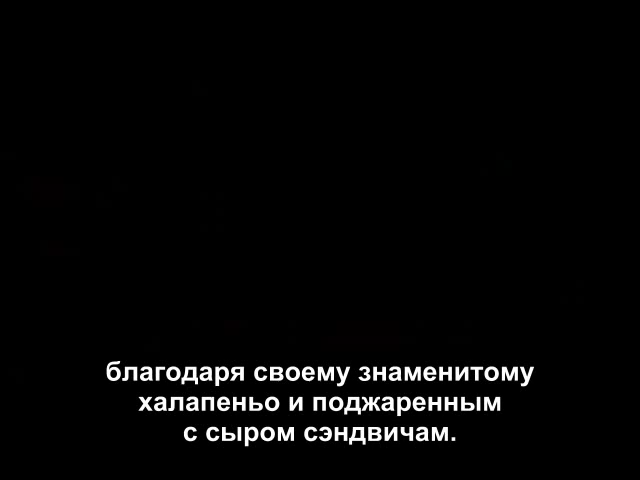 благодаря своему знаменитому
халапеньо и поджаренным
с сыром сэндвичам.